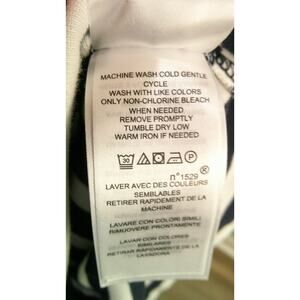 MACHINE WASH COLD GENTLE
CYCLE
WASH WITH LIKE COLORS
ONLY NON-CHLORINE BLEACH
WHEN NEEDED
REMOVE PROMPTLY
TUMBLE DRY LOW
WARM IRON IF NEEDED
30
n°1529®
LAVER AVEC DES COULEURS
SEMBLABLES
RETIRER RAPIDEMENT DE LA
MACHINE
LAVARE CON COLORI SIMILI
RIMUOVERE PRONTAMENTE
LAVAR CON COLORES
SIMILARES
RETIRAR RAPIDAMENTE DE LA
LAVADORA